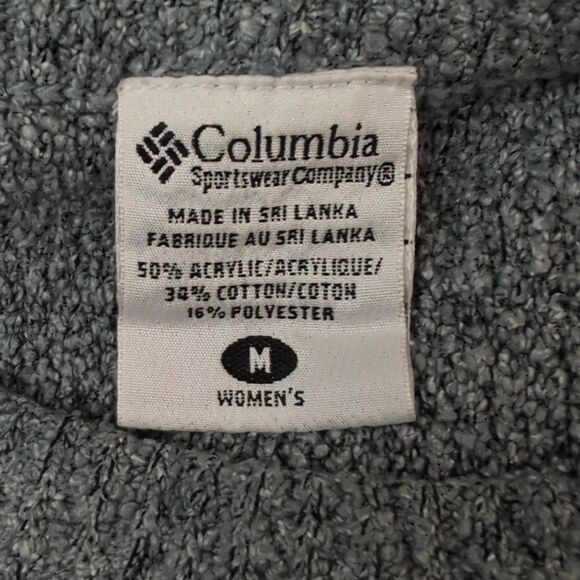 Columbia
Sportswear Company®
MADE IN SRI LANKA
FABRIQUE AU SRI LANKA
50% ACRYLIC/ACRYLIQUE/
34% COTTON/COTON
16% POLYESTER
M
WOMEN'S